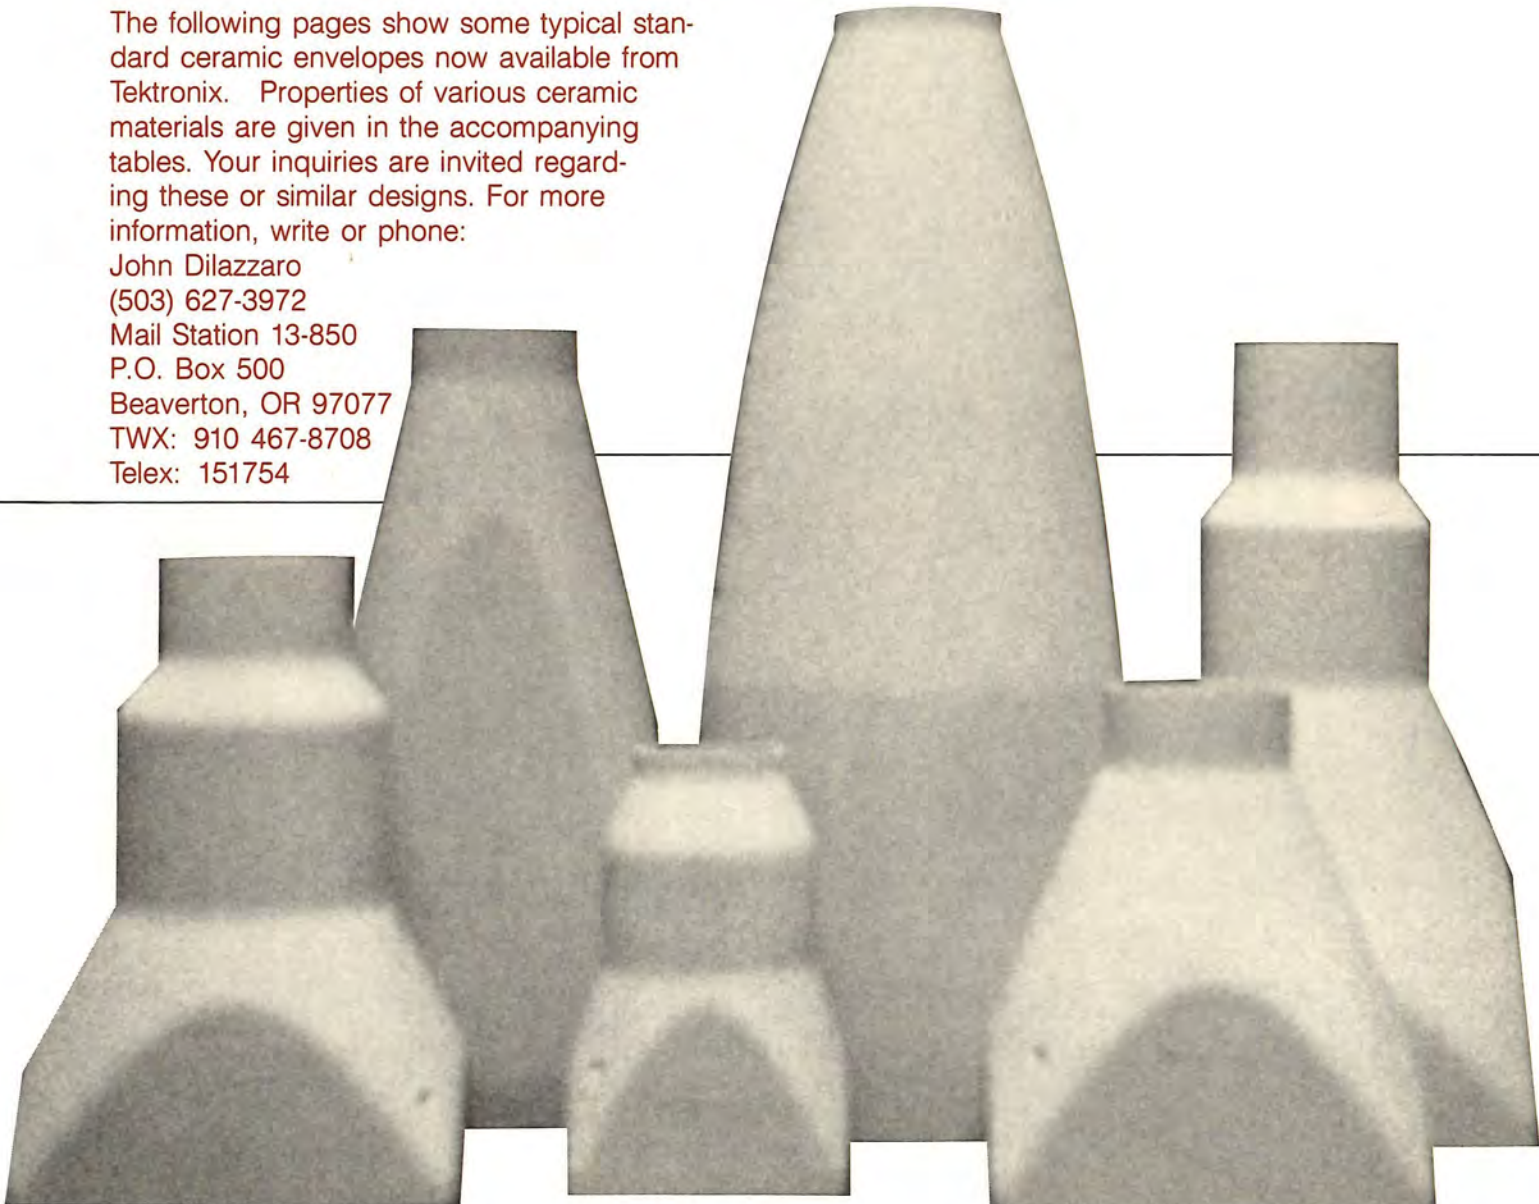 The following pages show some typical stan-
dard ceramic envelopes now available from
Tektronix. Properties of various ceramic
materials are given in the accompanying
tables. Your inquiries are invited regard-
ing these or similar designs. For more
information, write or phone:
John Dilazzaro
(503) 627-3972
Mail Station 13-850
P.O. Box 500
Beaverton, OR 97077
TWX: 910 467-8708
Telex: 151754